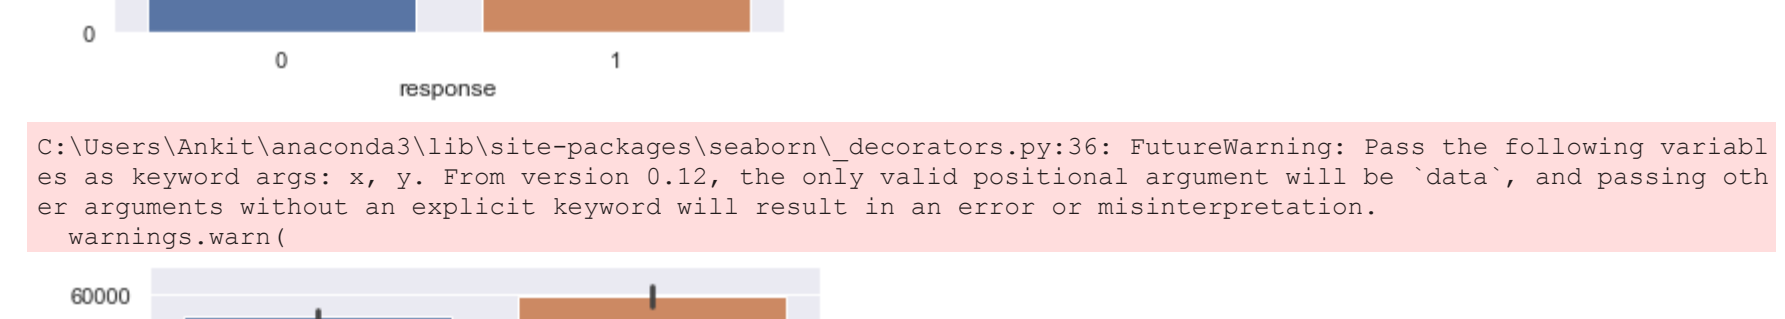 0
0 1
response
C:\Users\Ankit\anaconda3\lib\site-packages\seaborn\_decorators.py:36: FutureWarning: Pass the following variabl
es as keyword args: x, y. From version 0.12, the only valid positional argument will be `data`, and passing oth
er arguments without an explicit keyword will result in an error or misinterpretation.
  warnings.warn(
60000